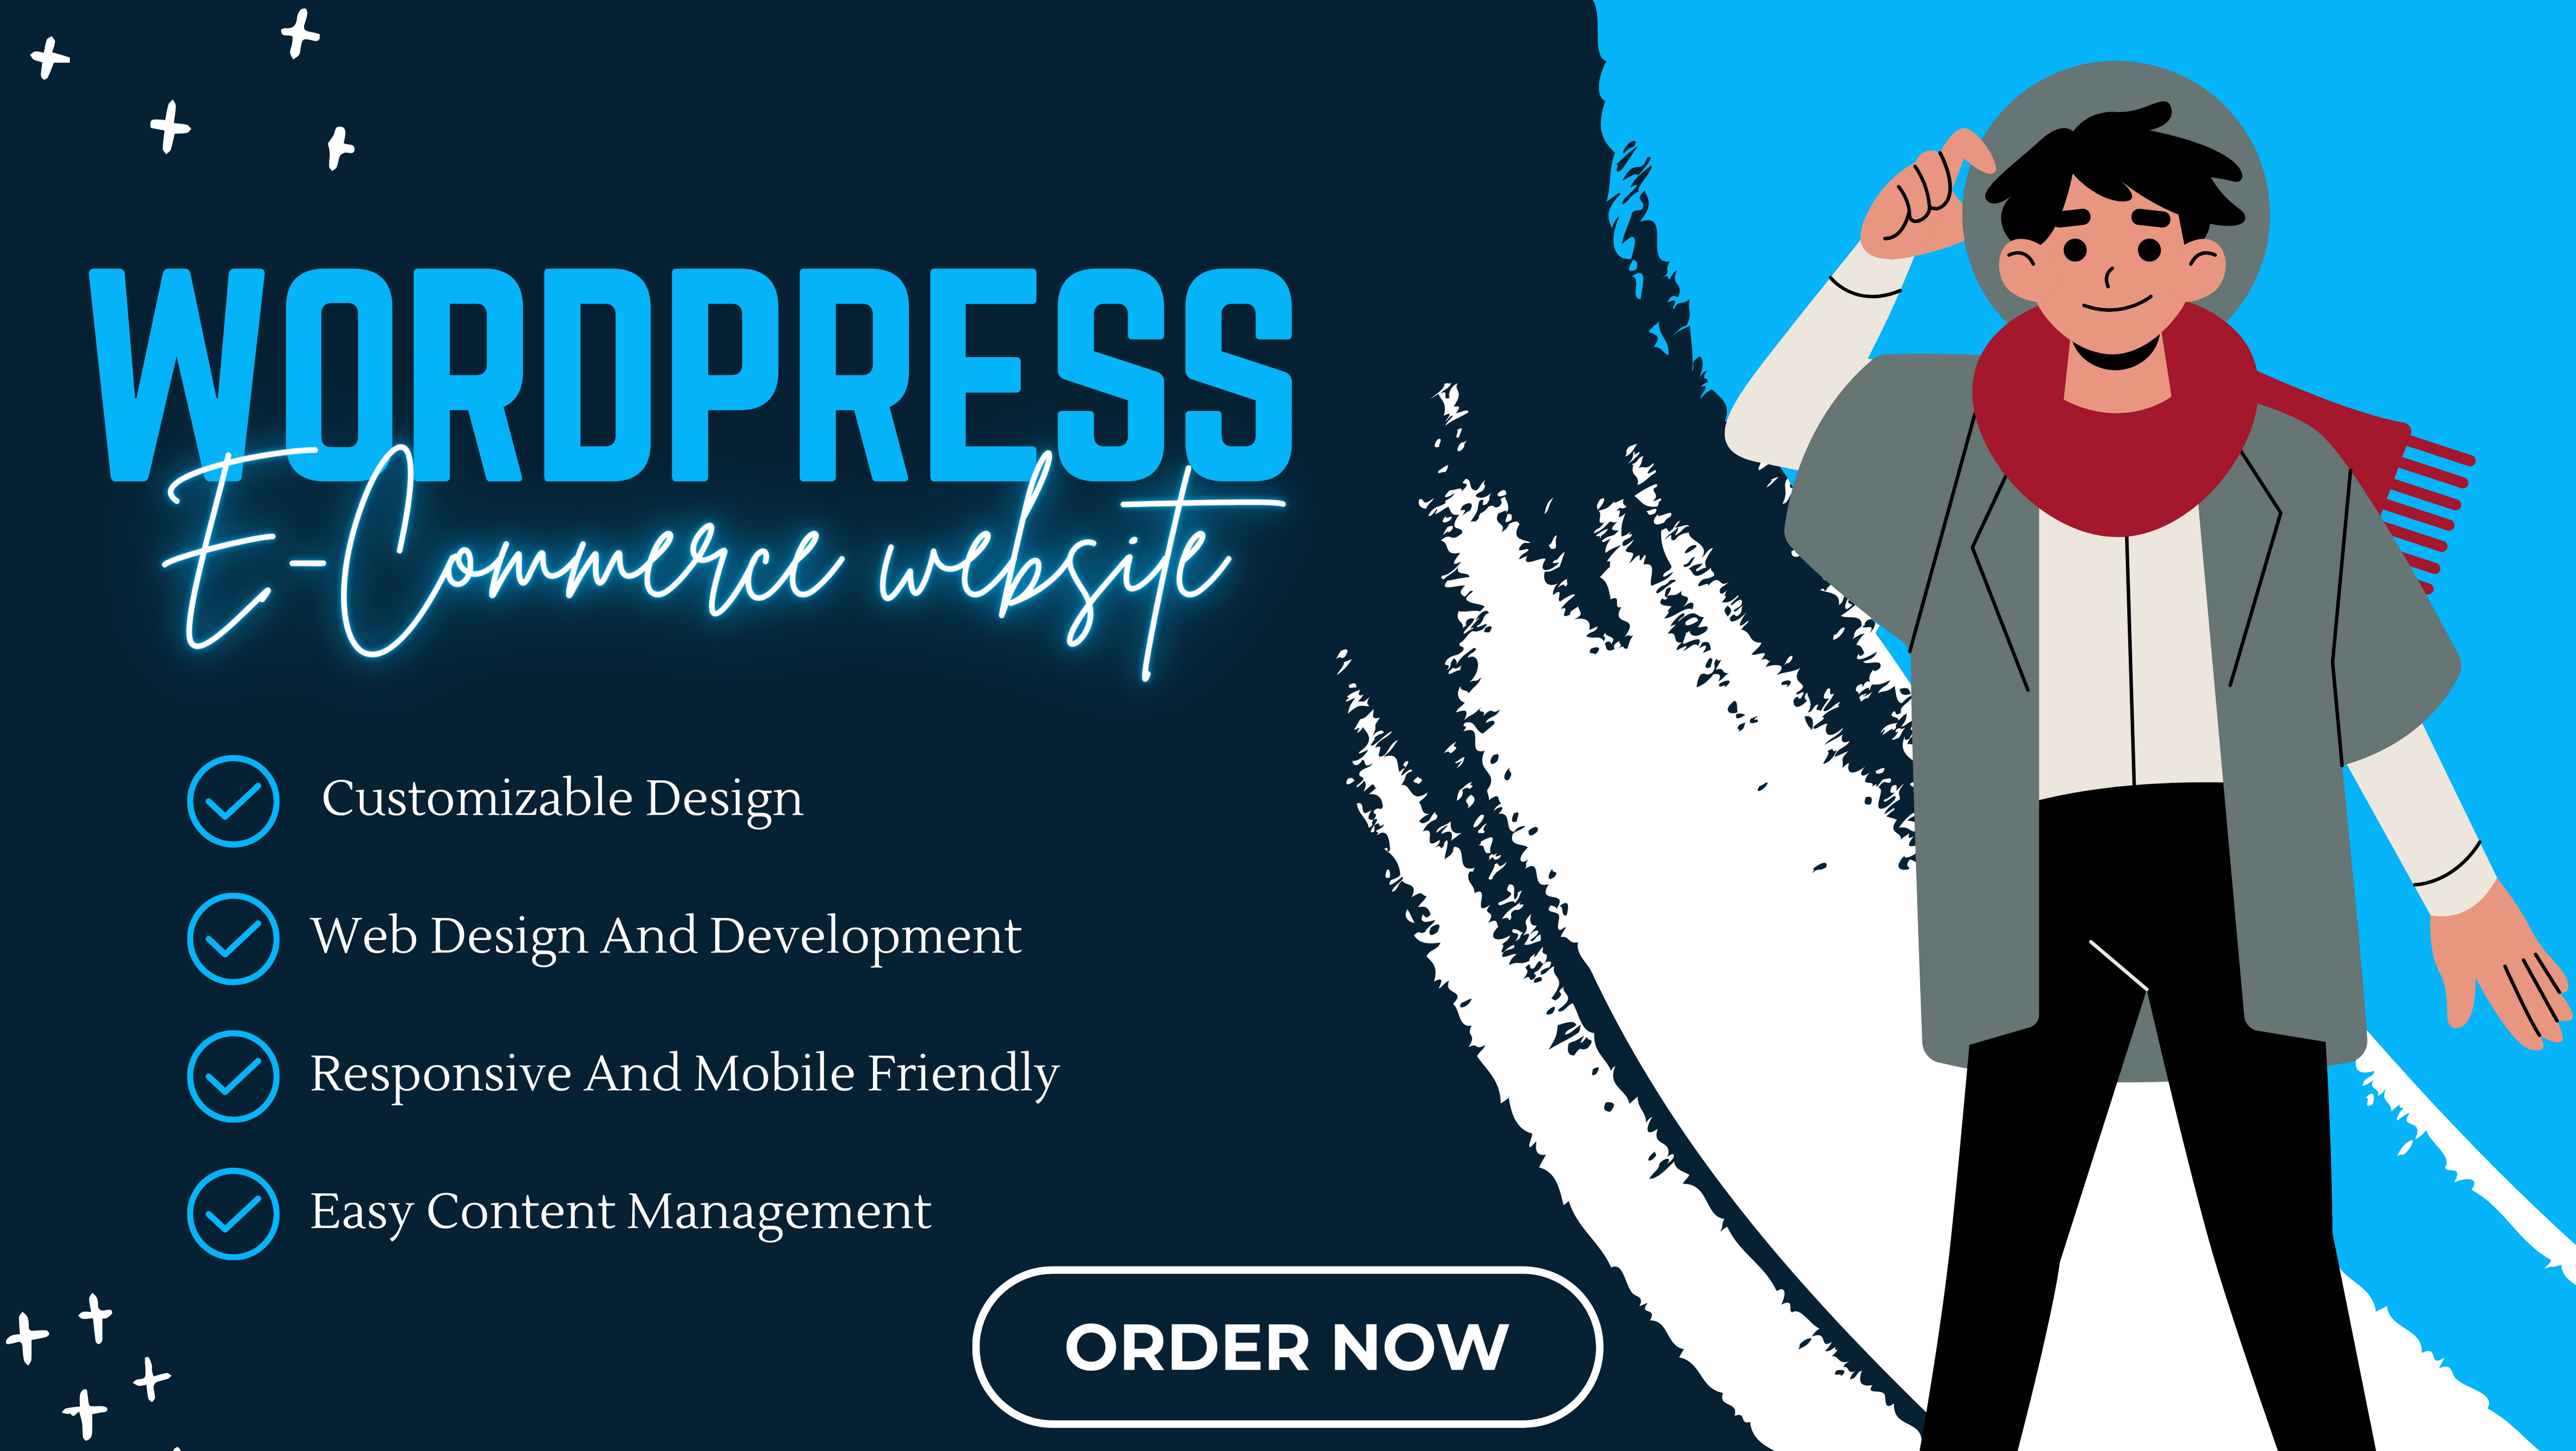 WORDPRESS
E-Commerce website
Customizable Design
Web Design And Development
Responsive And Mobile Friendly
Easy Content Management
ORDER NOW